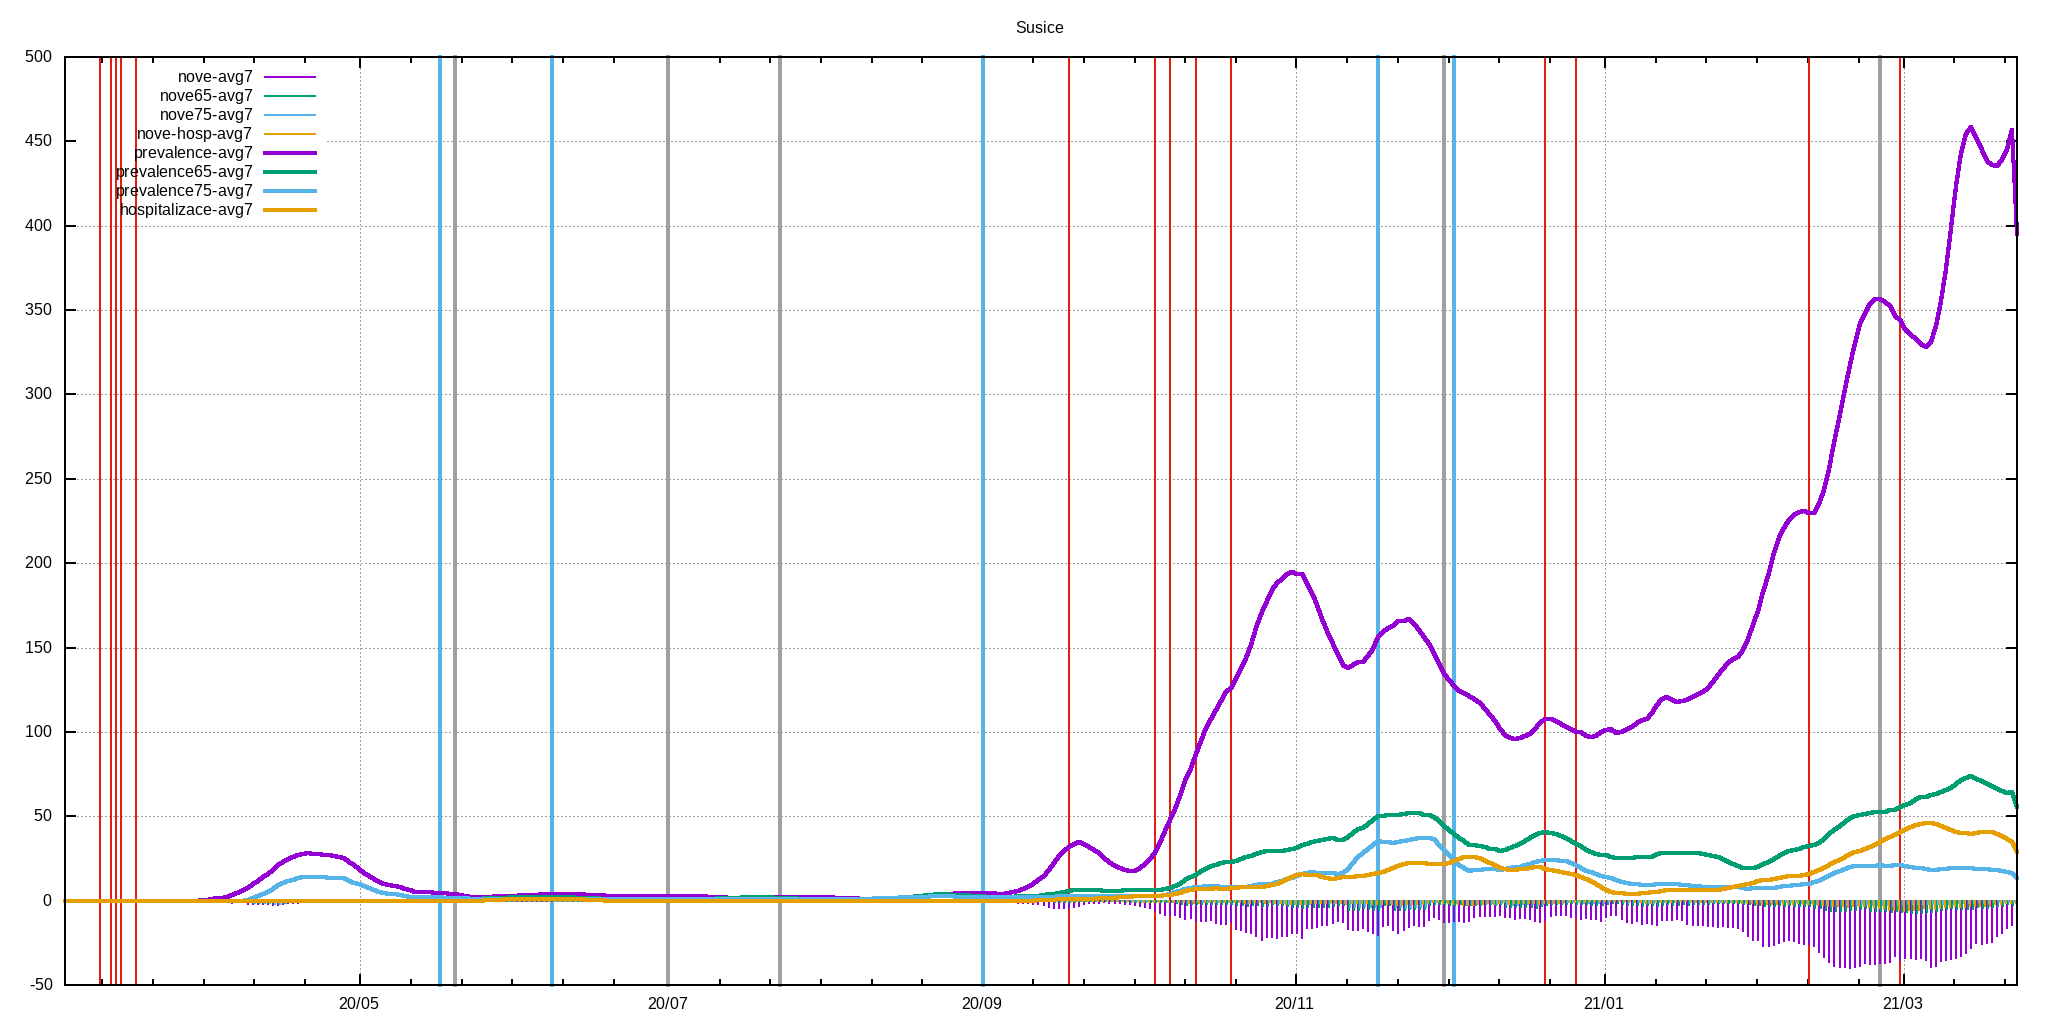 Susice
500
450
400
350
300
250
200
150
100
50
0
-50
nove-avg7
nove65-avg7
nove75-avg7
nove-hosp-avg7
prevalence-avg7
prevalence65-avg7
prevalence75-avg7
hospitalizace-avg7
20/05 20/07 20/09 20/11 21/01 21/03